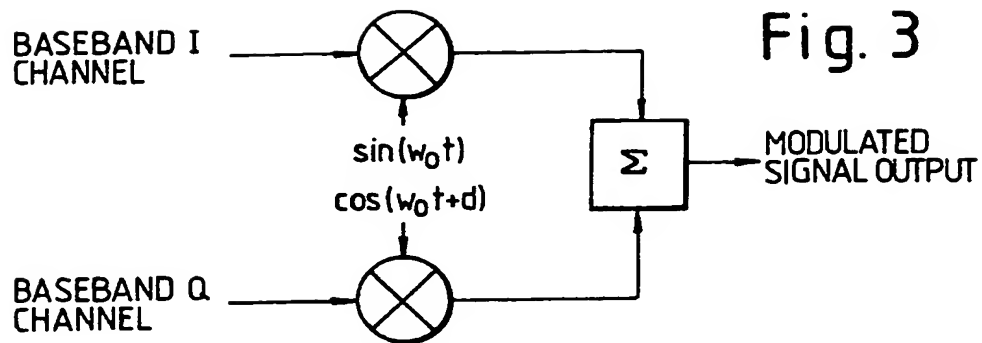 BASEBAND I
CHANNEL
Fig. 3
sin(w₀t)
cos(w₀t+d)
Σ
MODULATED
SIGNAL OUTPUT
BASEBAND Q
CHANNEL